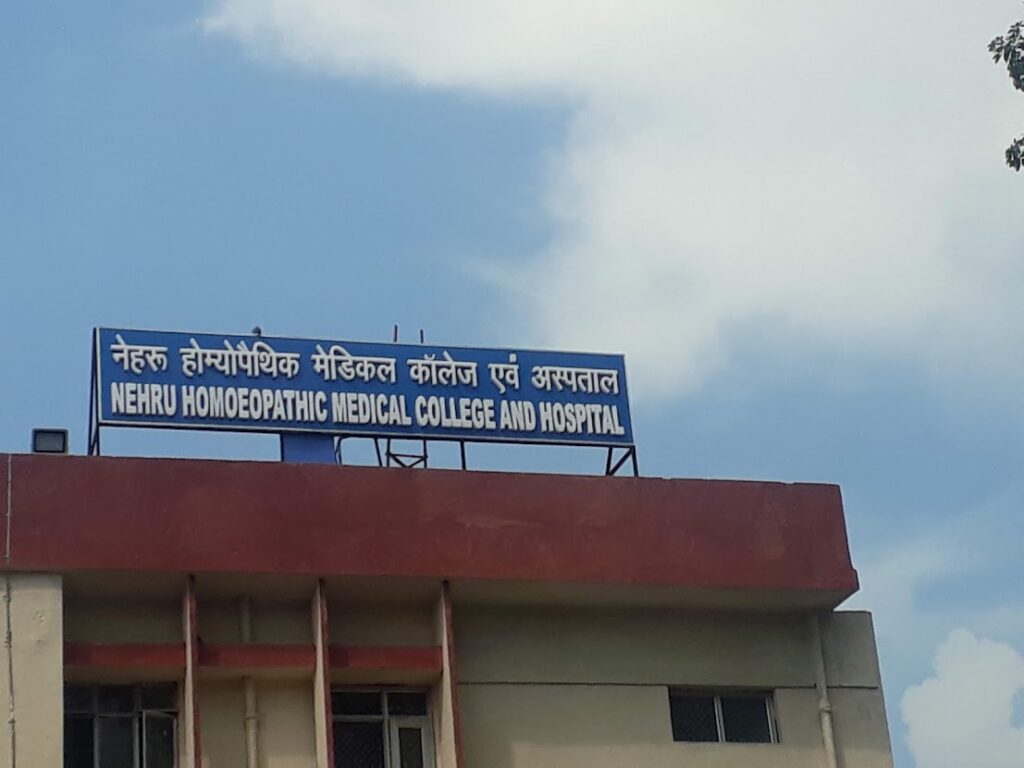 नेहरू होम्योपैथिक मेडिकल कॉलेज एवं अस्पताल
NEHRU HOMOEOPATHIC MEDICAL COLLEGE AND HOSPITAL